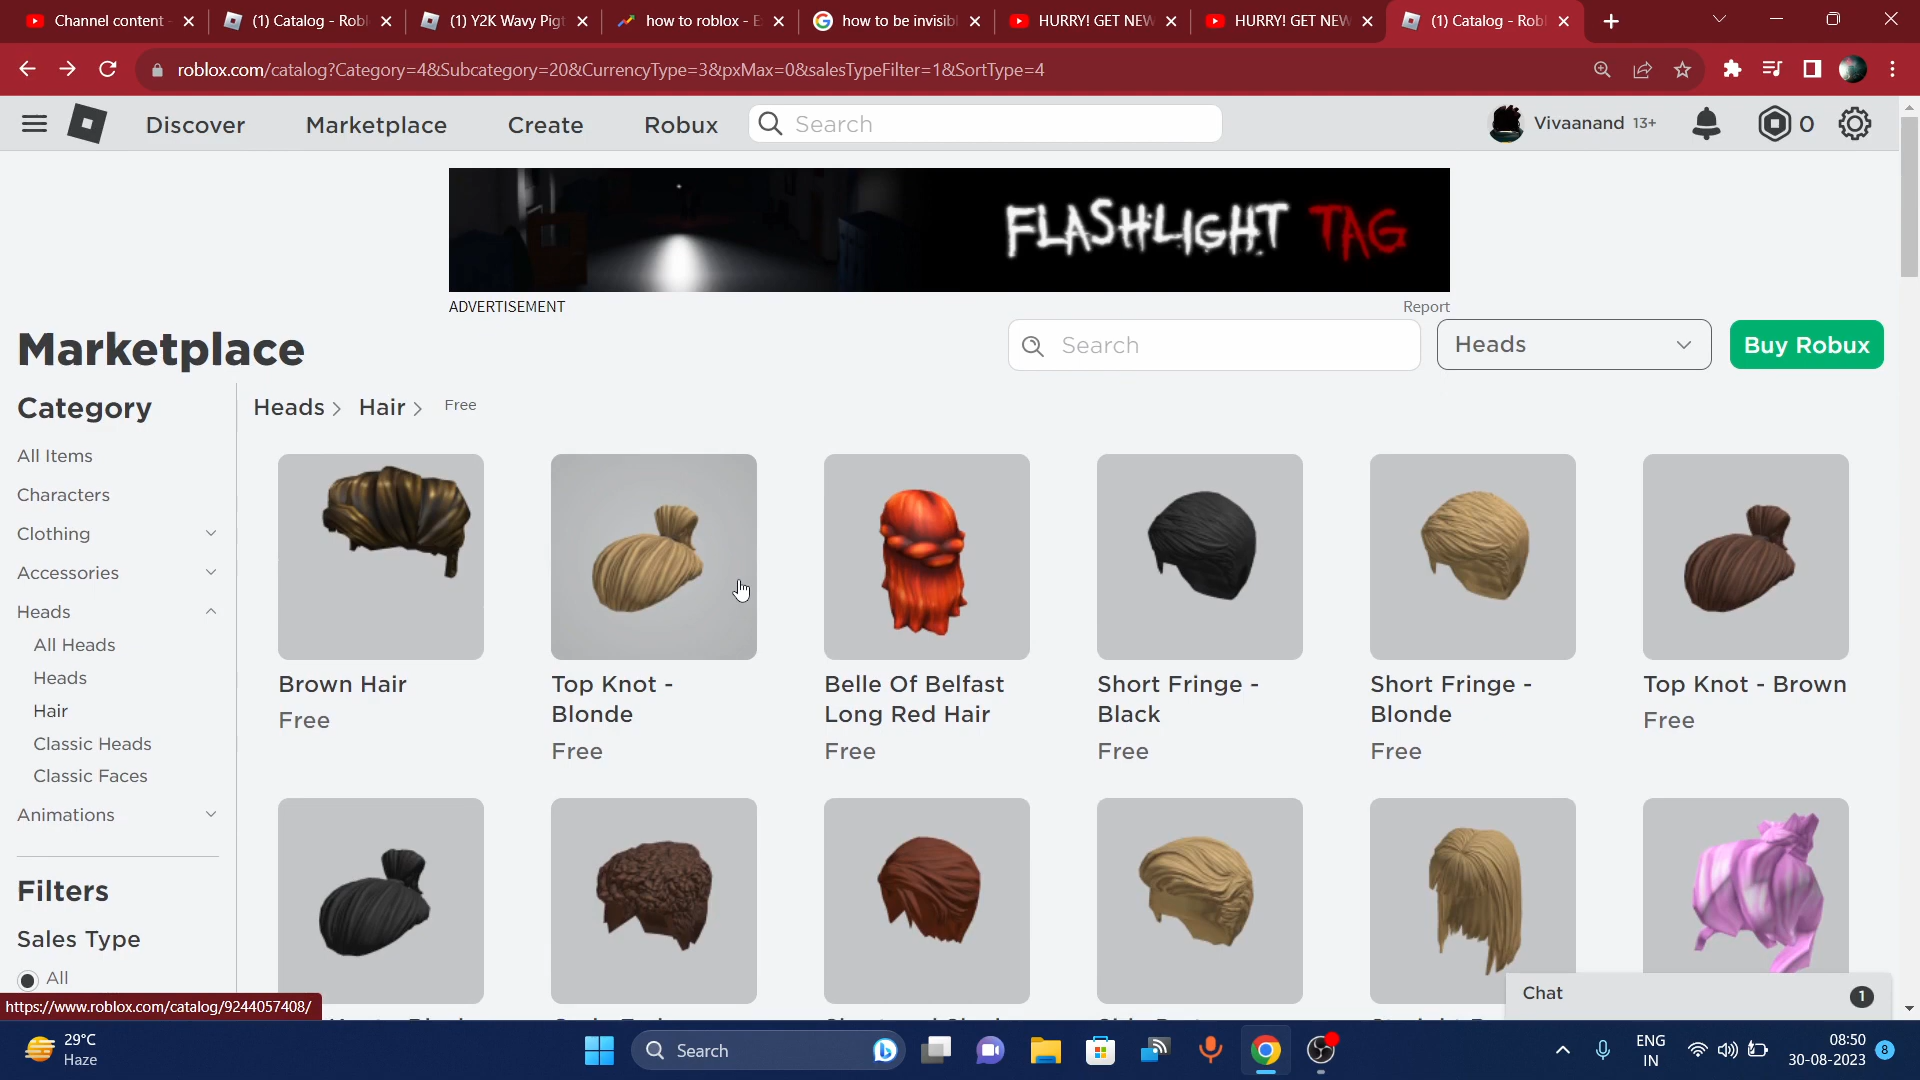 Channel content -
(1) Catalog - Robl
(1) Y2K Wavy Pigt
how to roblox - E
how to be invisibl
HURRY! GET NEW
HURRY! GET NEW
(1) Catalog - Robl
roblox.com/catalog?Category=4&Subcategory=20&CurrencyType=3&pxMax=0&salesTypeFilter=1&SortType=4
Discover
Marketplace
Create
Robux
Search
Vivaanand 13+
0
FLASHLIGHT TAG
ADVERTISEMENT
Report
Marketplace
Search
Heads
Buy Robux
Category
Heads > Hair > Free
All Items
Characters
Clothing
Accessories
Heads
All Heads
Heads
Hair
Classic Heads
Classic Faces
Animations
Filters
Sales Type
All
Brown Hair
Free
Top Knot -
Blonde
Free
Belle Of Belfast
Long Red Hair
Free
Short Fringe -
Black
Free
Short Fringe -
Blonde
Free
Top Knot - Brown
Free
Chat
1
https://www.roblox.com/catalog/9244057408/
29°C
Haze
Search
ENG
IN
08:50
30-08-2023
8